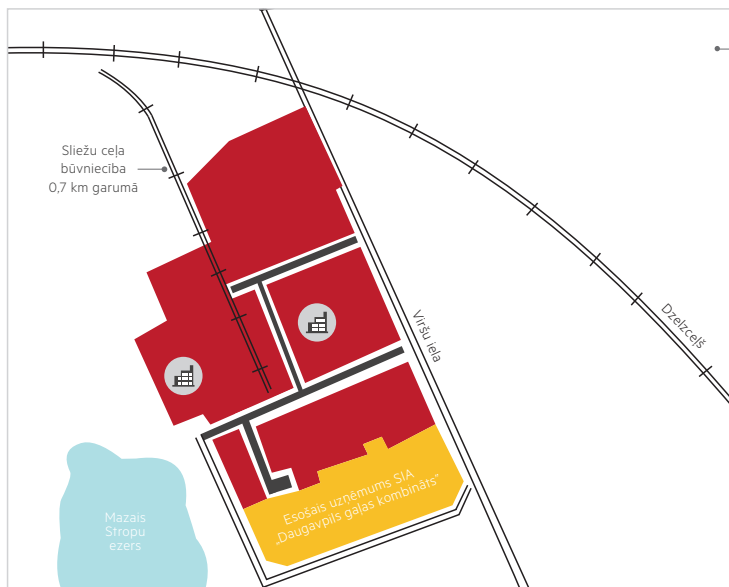 Sliežu ceļa
būvniecība
0,7 km garumā
Viršu iela
Dzelzceļš
Esošais uzņēmums SIA
„Daugavpils gaļas kombināts”
Mazais
Stropu
ezers